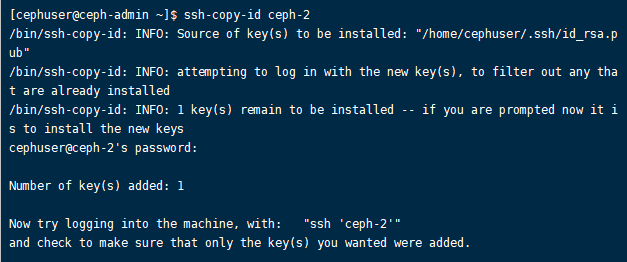 [cephuser@ceph-admin ~]$ ssh-copy-id ceph-2
/bin/ssh-copy-id: INFO: Source of key(s) to be installed: "/home/cephuser/.ssh/id_rsa.p
ub"
/bin/ssh-copy-id: INFO: attempting to log in with the new key(s), to filter out any tha
t are already installed
/bin/ssh-copy-id: INFO: 1 key(s) remain to be installed -- if you are prompted now it i
s to install the new keys
cephuser@ceph-2's password:
Number of key(s) added: 1
Now try logging into the machine, with:   "ssh 'ceph-2'"
and check to make sure that only the key(s) you wanted were added.